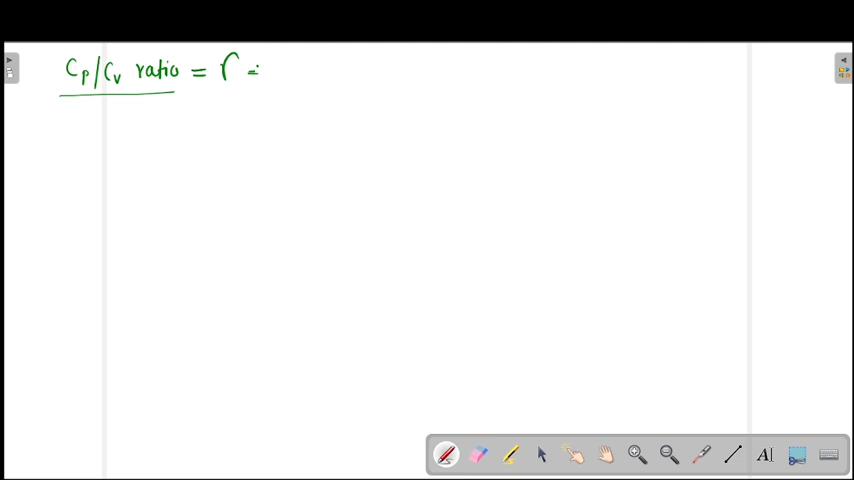 Cp/Cv ratio = r =